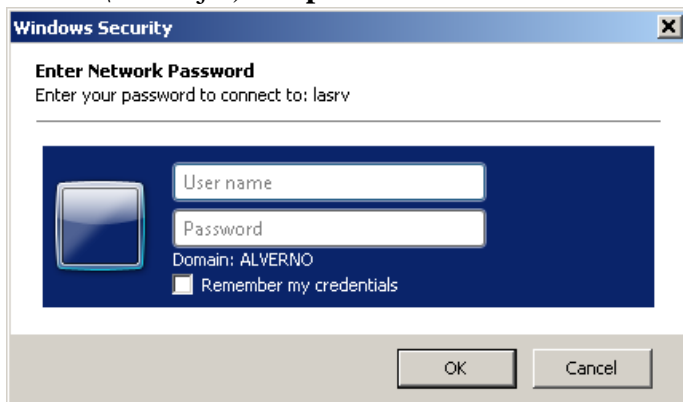 Windows Security
Enter Network Password
Enter your password to connect to: lasrv
User name
Password
Domain: ALVERNO
Remember my credentials
OK
Cancel